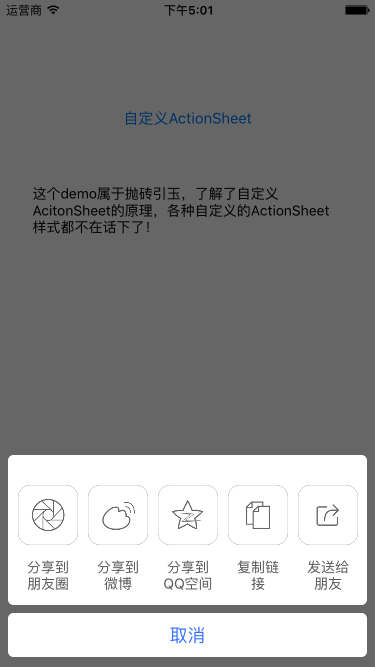 运营商 下午5:01
自定义ActionSheet
这个demo属于抛砖引玉，了解了自定义
AcitonSheet的原理，各种自定义的ActionSheet
样式都不在话下了！
分享到 分享到 分享到 复制链 发送给
朋友圈 微博 QQ空间 接 朋友
取消